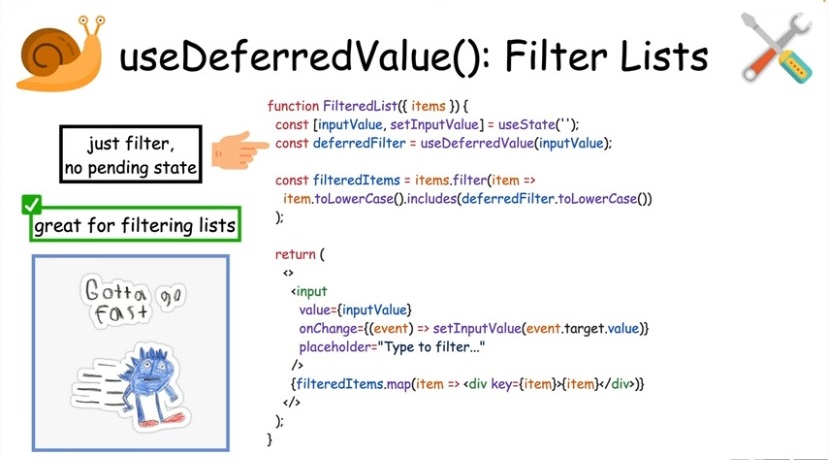 useDeferredValue(): Filter Lists
just filter,
no pending state
great for filtering lists
Gotta go
Fast
function FilteredList({ items }) {
const [inputValue, setInputValue] = useState('');
const deferredFilter = useDeferredValue(inputValue);
const filteredItems = items.filter(item =>
item.toLowerCase().includes(deferredFilter.toLowerCase())
);
return (
<>
<input
value={inputValue}
onChange={(event) => setInputValue(event.target.value)}
placeholder="Type to filter..."
/>
{filteredItems.map(item => <div key={item}>{item}</div>)}
</>
);
}